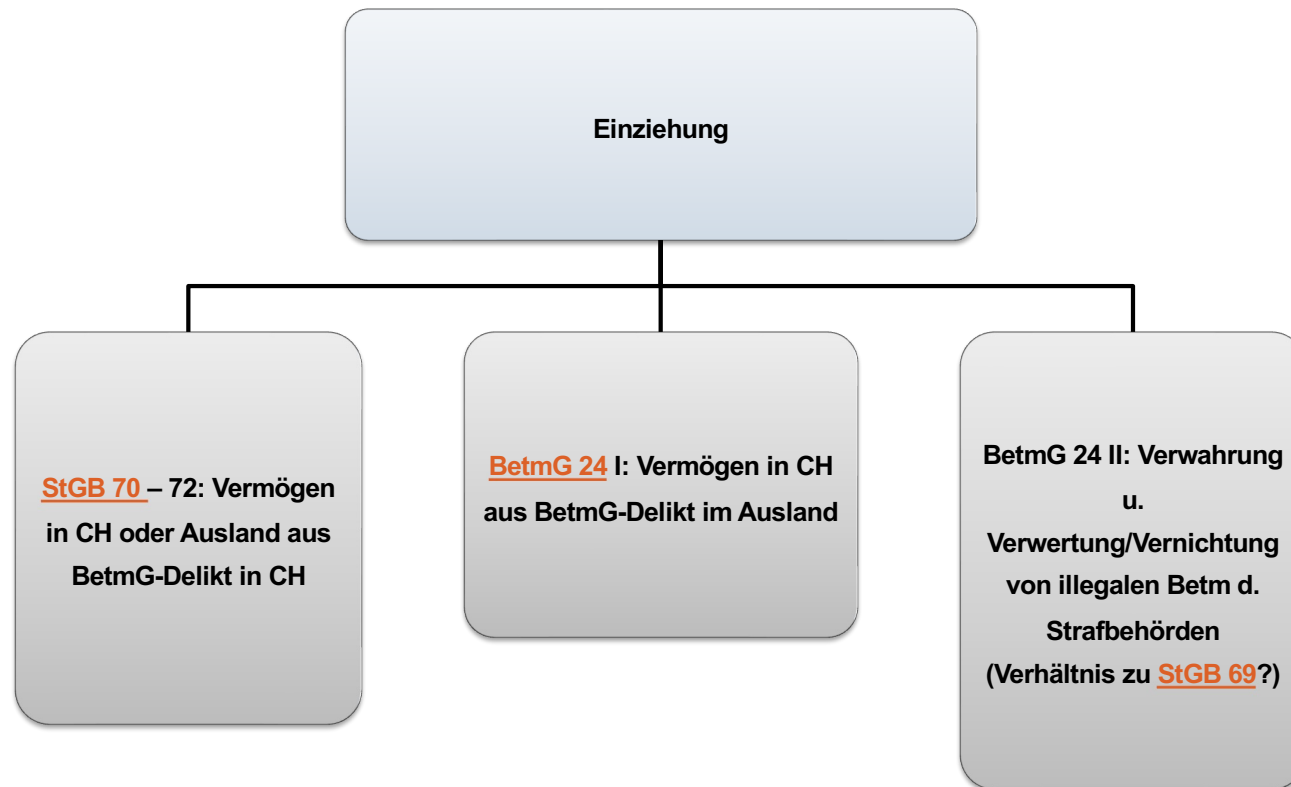 Einziehung
StGB 70 – 72: Vermögen
in CH oder Ausland aus
BetmG-Delikt in CH
BetmG 24 I: Vermögen in CH
aus BetmG-Delikt im Ausland
BetmG 24 II: Verwahrung
u.
Verwertung/Vernichtung
von illegalen Betm d.
Strafbehörden
(Verhältnis zu StGB 69?)